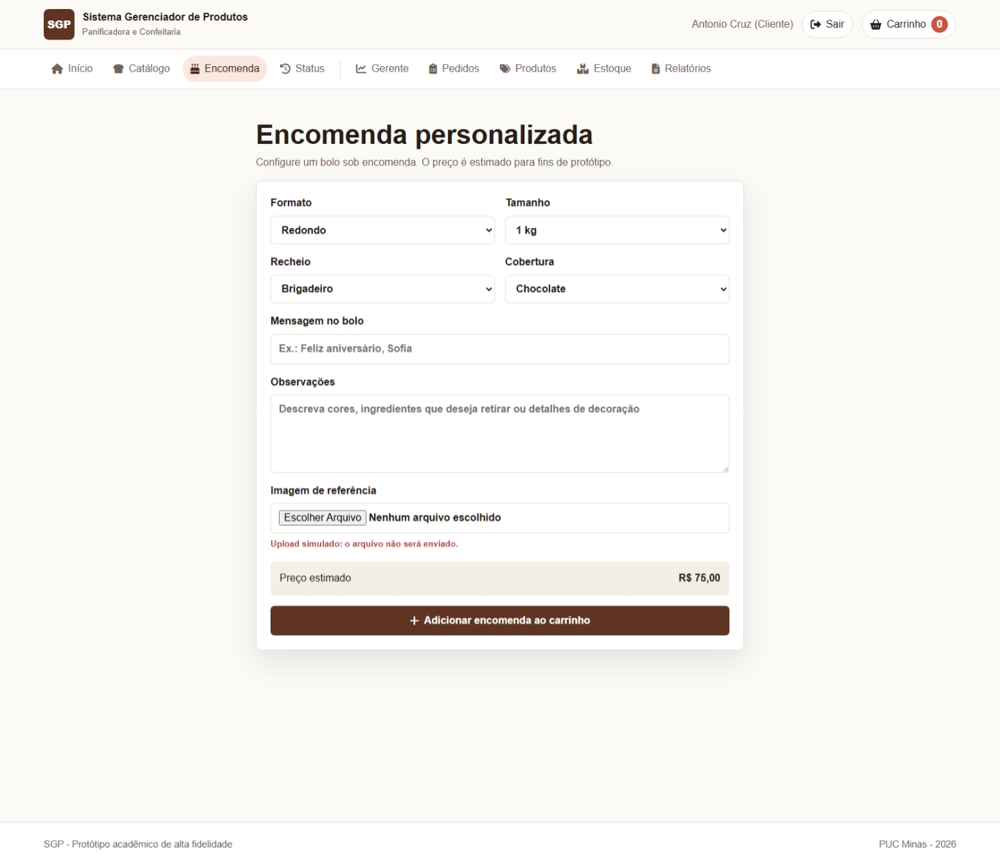 SGP
Sistema Gerenciador de Produtos
Panificadora e Confeitaria
Antonio Cruz (Cliente)
Sair
Carrinho 0
Início
Catálogo
Encomenda
Status
Gerente
Pedidos
Produtos
Estoque
Relatórios
Encomenda personalizada
Configure um bolo sob encomenda. O preço é estimado para fins de protótipo.
Formato
Tamanho
Redondo
1 kg
Recheio
Cobertura
Brigadeiro
Chocolate
Mensagem no bolo
Ex.: Feliz aniversário, Sofia
Observações
Descreva cores, ingredientes que deseja retirar ou detalhes de decoração
Imagem de referência
Escolher Arquivo Nenhum arquivo escolhido
Upload simulado: o arquivo não será enviado.
Preço estimado
R$ 75,00
Adicionar encomenda ao carrinho
SGP - Protótipo acadêmico de alta fidelidade
PUC Minas - 2026